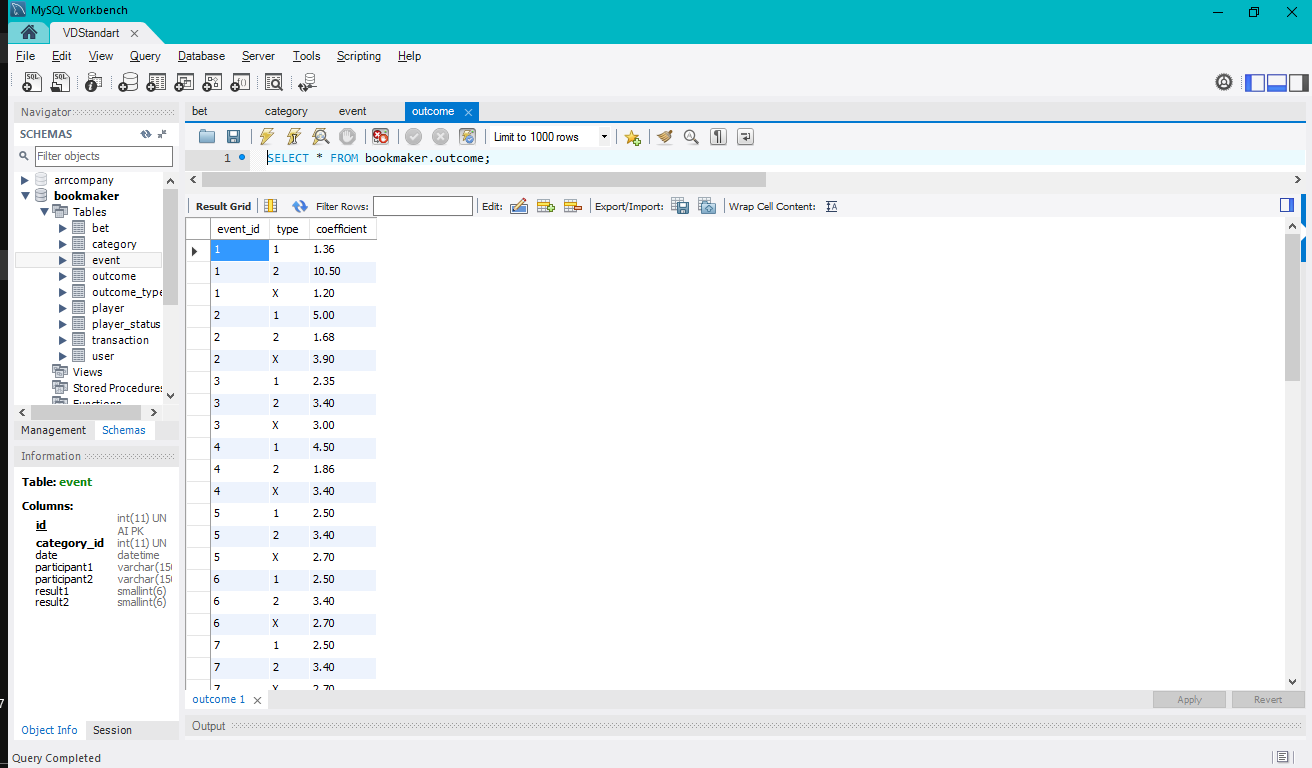 MySQL Workbench
VDStandart
File Edit View Query Database Server Tools Scripting Help
Navigator
SCHEMAS
Filter objects
arrcompany
bookmaker
Tables
bet
category
event
outcome
outcome_type
player
player_status
transaction
user
Views
Stored Procedures
Functions
Management Schemas
Information
Table: event
Columns:
id int(11) UN
AI PK
category_id int(11) UN
date datetime
participant1 varchar(150
participant2 varchar(150
result1 smallint(6)
result2 smallint(6)
Object Info Session
bet category event outcome
Limit to 1000 rows
1 SELECT * FROM bookmaker.outcome;
Result Grid Filter Rows: Edit: Export/Import: Wrap Cell Content:
event_id type coefficient
1 1 1.36
1 2 10.50
1 X 1.20
2 1 5.00
2 2 1.68
2 X 3.90
3 1 2.35
3 2 3.40
3 X 3.00
4 1 4.50
4 2 1.86
4 X 3.40
5 1 2.50
5 2 3.40
5 X 2.70
6 1 2.50
6 2 3.40
6 X 2.70
7 1 2.50
7 2 3.40
7 X 2.70
outcome 1
Apply Revert
Output
Query Completed
7